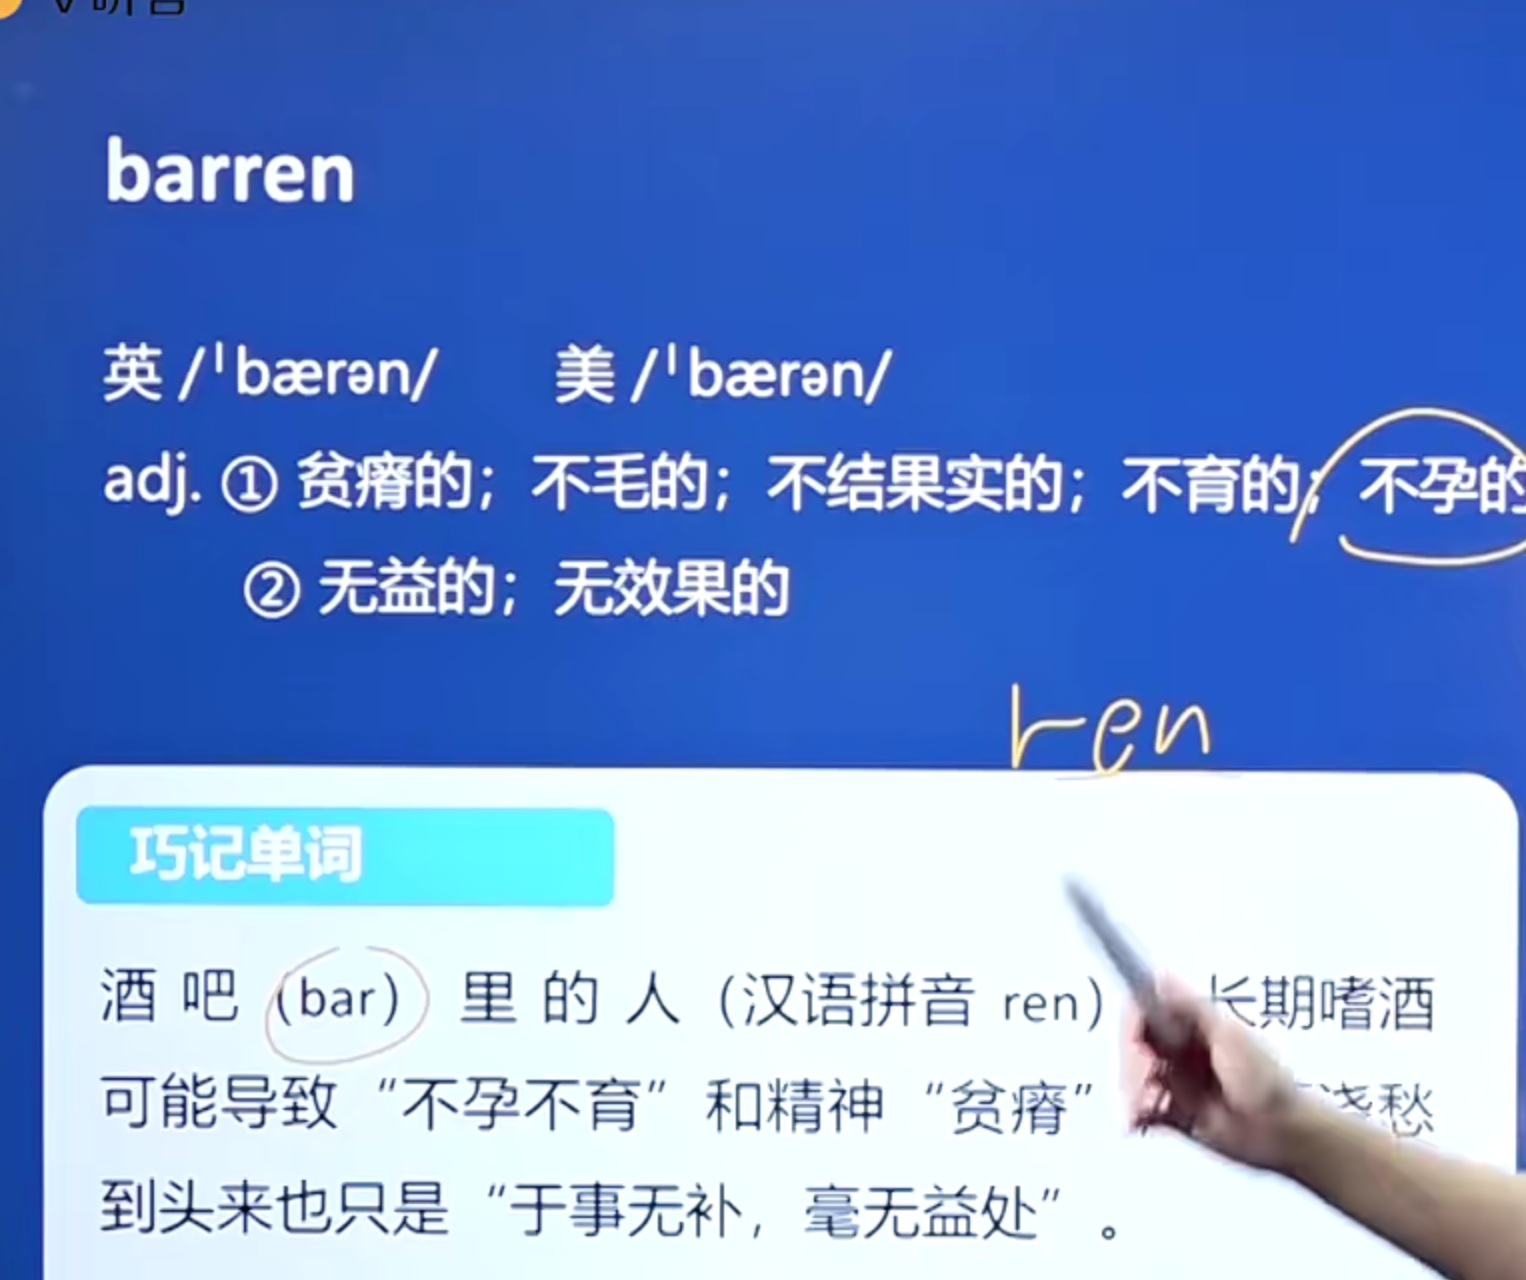 barren
英 /ˈbærən/ 美 /ˈbærən/
adj. ① 贫瘠的；不毛的；不结果实的；不育的；不孕的
② 无益的；无效果的
ren
巧记单词
酒吧（bar）里的人（汉语拼音 ren） 长期嗜酒
可能导致“不孕不育”和精神“贫瘠”， 浇愁
到头来也只是“于事无补，毫无益处”。